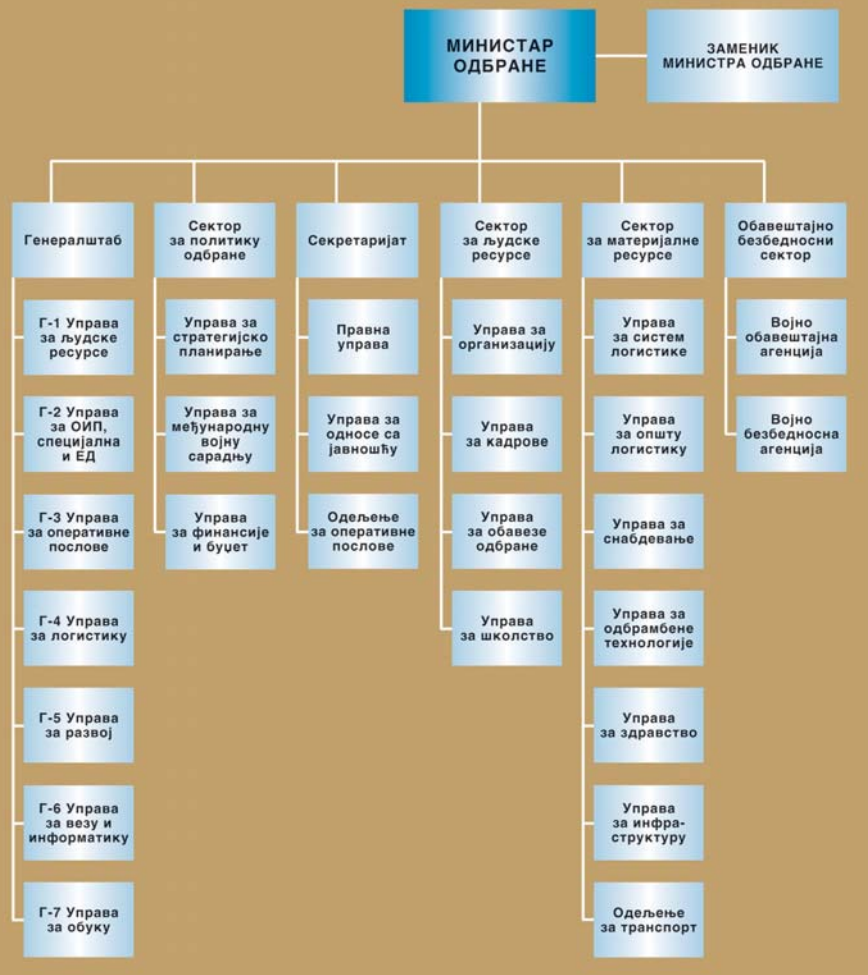 МИНИСТАР
ОДБРАНЕ
ЗАМЕНИК
МИНИСТРА ОДБРАНЕ
Генералштаб
Сектор
за политику
одбране
Секретаријат
Сектор
за људске
ресурсе
Сектор
за материјалне
ресурсе
Обавештајно
безбедносни
сектор
Г-1 Управа
за људске
ресурсе
Г-2 Управа
за ОИП,
специјална
и ЕД
Г-3 Управа
за оперативне
послове
Г-4 Управа
за логистику
Г-5 Управа
за развој
Г-6 Управа
за везу и
информатику
Г-7 Управа
за обуку
Управа за
стратегијско
планирање
Управа за
међународну
војну
сарадњу
Управа
за финансије
и буџет
Правна
управа
Управа за
односе са
јавношћу
Одељење
за оперативне
послове
Управа за
организацију
Управа
за кадрове
Управа
за обавезе
одбране
Управа
за школство
Управа
за систем
логистике
Управа
за општу
логистику
Управа за
снабдевање
Управа за
одбрамбене
технологије
Управа
за здравство
Управа
за инфра-
структуру
Одељење
за транспорт
Војно
обавештајна
агенција
Војно
безбедносна
агенција